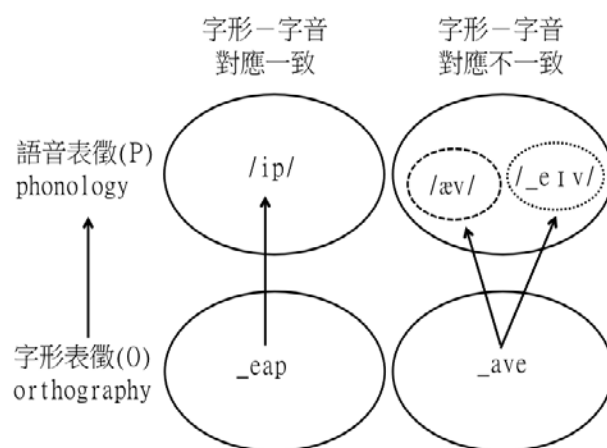 字形－字音
對應一致
字形－字音
對應不一致
語音表徵(P)
phonology
/ip/
/æv/
/_eɪv/
字形表徵(O)
orthography
_eap
_ave